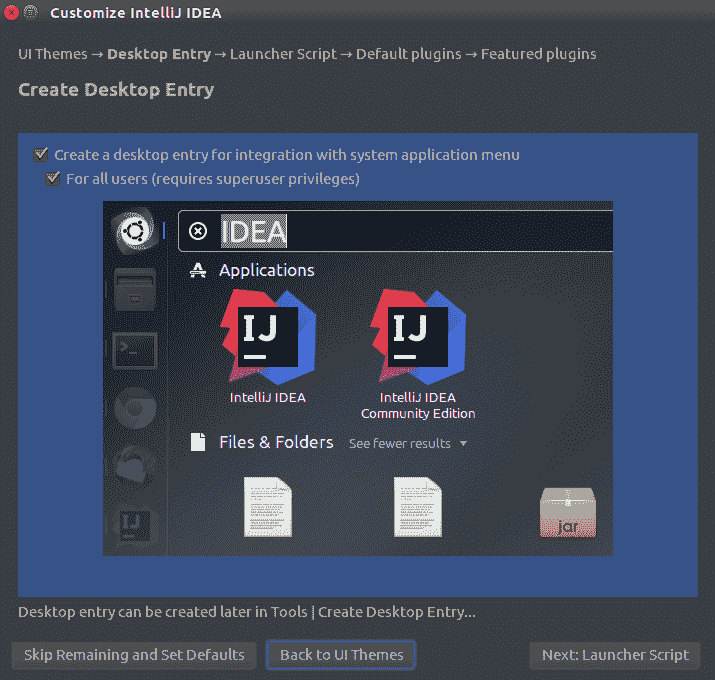 Customize IntelliJ IDEA
UI Themes → Desktop Entry → Launcher Script → Default plugins → Featured plugins
Create Desktop Entry
Create a desktop entry for integration with system application menu
For all users (requires superuser privileges)
IDEA
Applications
IJ IJ
IntelliJ IDEA IntelliJ IDEA
Community Edition
Files & Folders See fewer results
IJ
jar
Desktop entry can be created later in Tools | Create Desktop Entry...
Skip Remaining and Set Defaults Back to UI Themes Next: Launcher Script